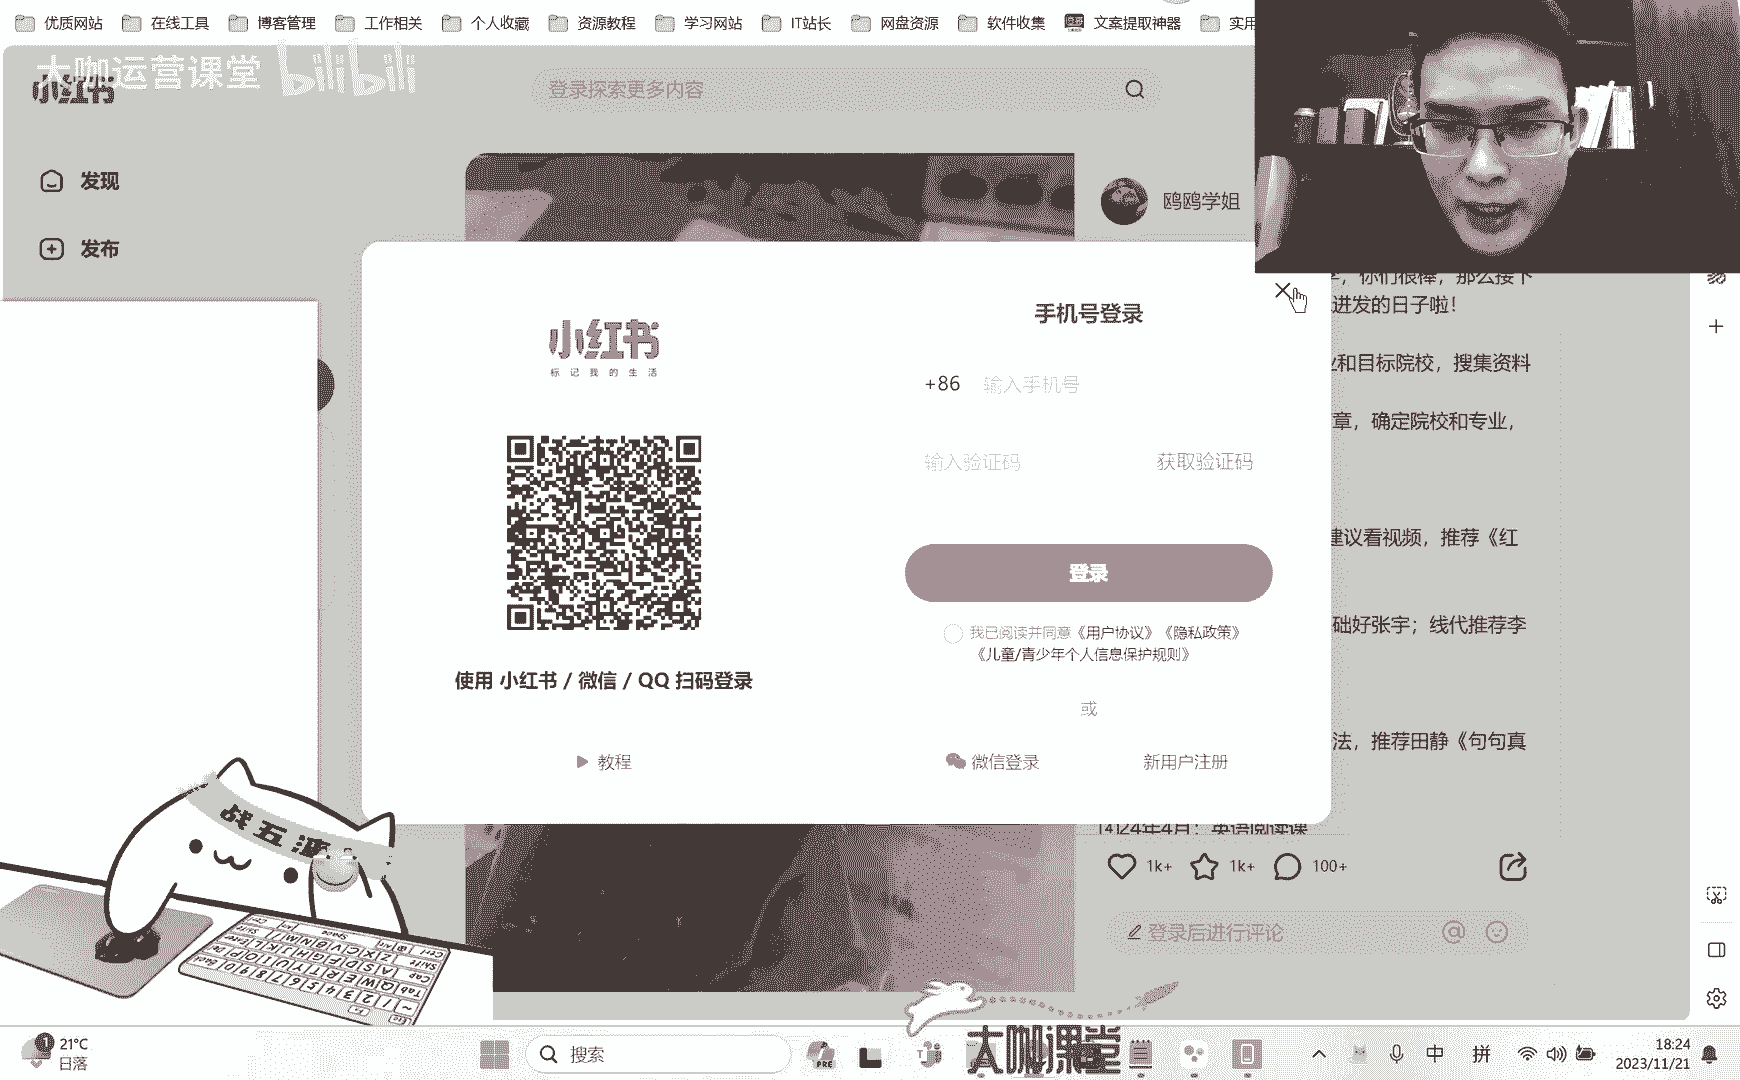 优质网站 在线工具 博客管理 工作相关 个人收藏 资源教程 学习网站 IT站长 网盘资源 软件收集 文案提取神器 实用
大咖运营课堂 bilibili
小红书
登录探索更多内容
发现
鸥鸥学姐
发布
你们很棒，那么接下
进发的日子啦！
手机号登录
小红书
标记我的生活
和目标院校，搜集资料
+86 输入手机号
章，确定院校和专业，
输入验证码 获取验证码
建议看视频，推荐《红
登录
础好张宇；线代推荐李
我已阅读并同意《用户协议》《隐私政策》
《儿童/青少年个人信息保护规则》
使用 小红书 / 微信 / QQ 扫码登录
或
法，推荐田静《句句真
教程
微信登录 新用户注册
战五渣
[4]24年4月：英语阅读课
1k+ 1k+ 100+
登录后进行评论
大咖课堂
1
21°C
日落
搜索
PRE
中 拼
18:24
2023/11/21